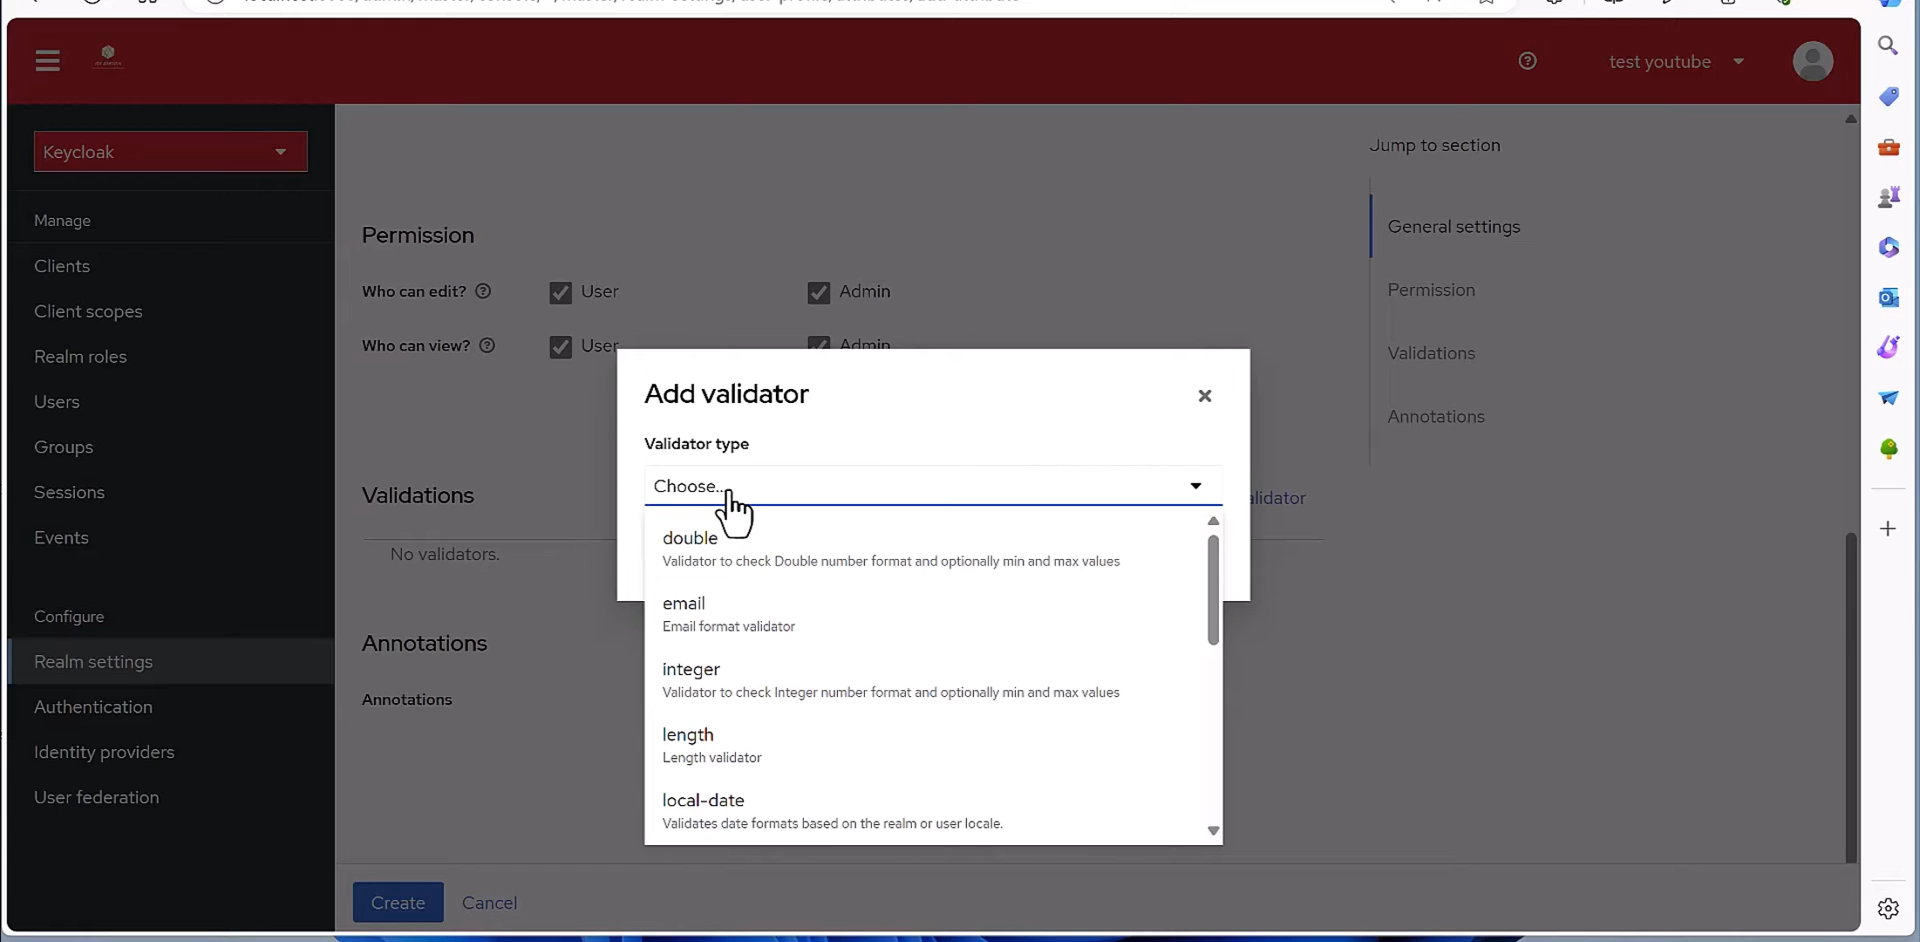 test youtube
Keycloak
Manage
Clients
Client scopes
Realm roles
Users
Groups
Sessions
Events
Configure
Realm settings
Authentication
Identity providers
User federation
Permission
Who can edit?
User
Admin
Who can view?
User
Admin
Validations
alidator
No validators.
Annotations
Annotations
Create
Cancel
Jump to section
General settings
Permission
Validations
Annotations
Add validator
Validator type
Choose...
double
Validator to check Double number format and optionally min and max values
email
Email format validator
integer
Validator to check Integer number format and optionally min and max values
length
Length validator
local-date
Validates date formats based on the realm or user locale.